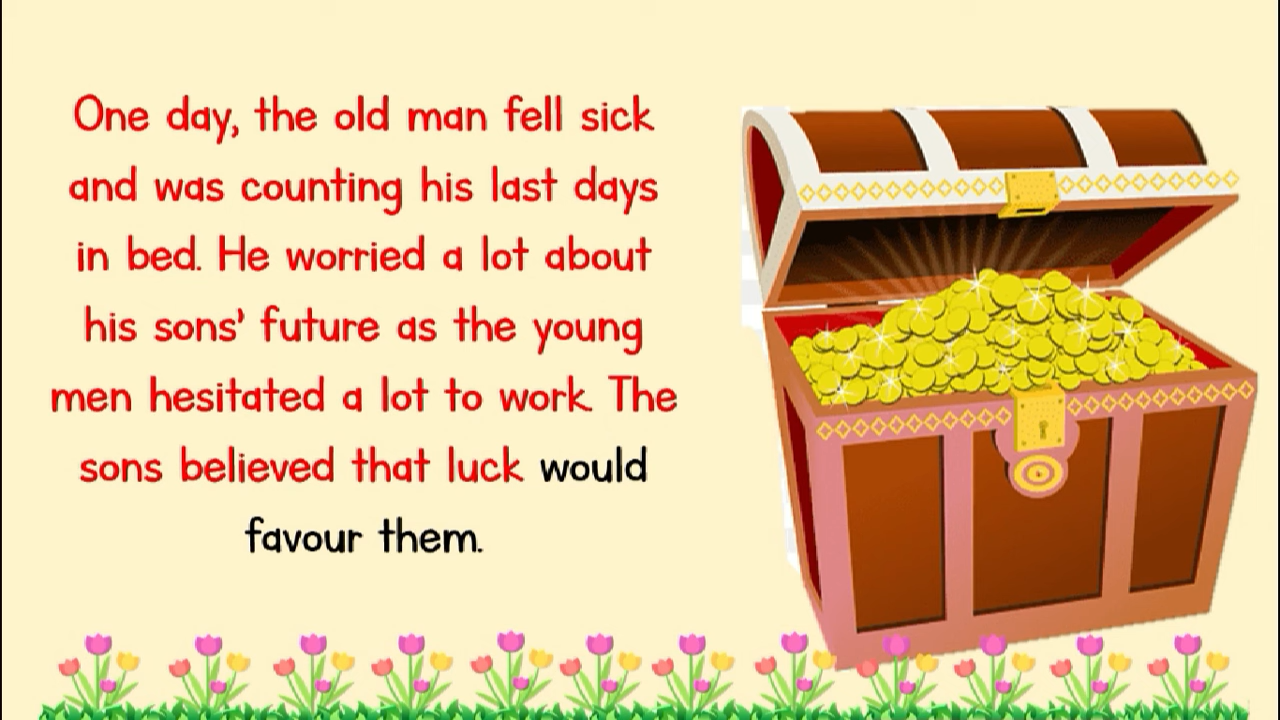 One day, the old man fell sick
and was counting his last days
in bed. He worried a lot about
his sons' future as the young
men hesitated a lot to work. The
sons believed that luck would
favour them.